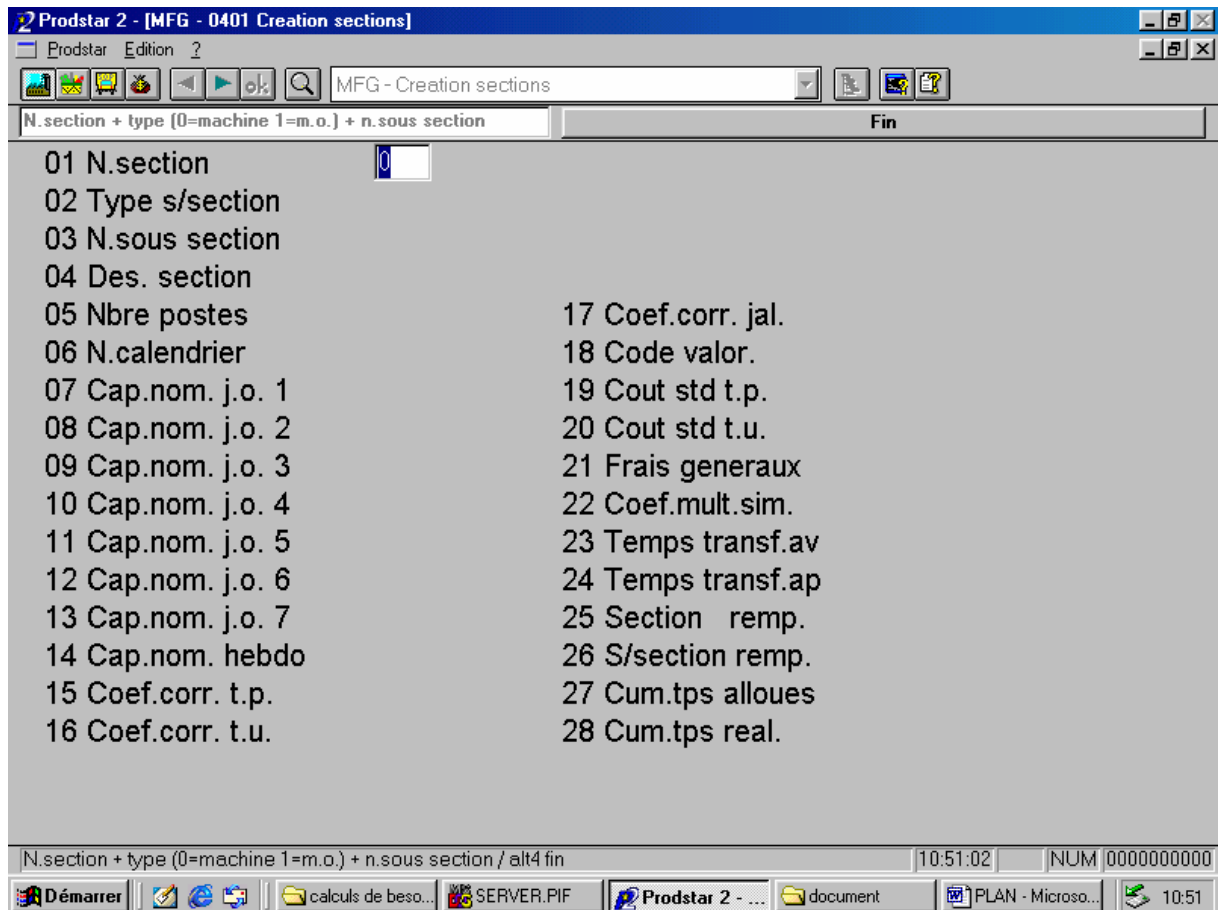 Prodstar 2 - [MFG - 0401 Creation sections]
Prodstar Edition ?
ok MFG - Creation sections
N.section + type (0=machine 1=m.o.) + n.sous section Fin
01 N.section 0
02 Type s/section
03 N.sous section
04 Des. section
05 Nbre postes
06 N.calendrier
07 Cap.nom. j.o. 1
08 Cap.nom. j.o. 2
09 Cap.nom. j.o. 3
10 Cap.nom. j.o. 4
11 Cap.nom. j.o. 5
12 Cap.nom. j.o. 6
13 Cap.nom. j.o. 7
14 Cap.nom. hebdo
15 Coef.corr. t.p.
16 Coef.corr. t.u.
17 Coef.corr. jal.
18 Code valor.
19 Cout std t.p.
20 Cout std t.u.
21 Frais generaux
22 Coef.mult.sim.
23 Temps transf.av
24 Temps transf.ap
25 Section remp.
26 S/section remp.
27 Cum.tps alloues
28 Cum.tps real.
N.section + type (0=machine 1=m.o.) + n.sous section / alt4 fin 10:51:02 NUM 0000000000
Démarrer calculs de beso... SERVER.PIF Prodstar 2 - ... document PLAN - Microso... 10:51